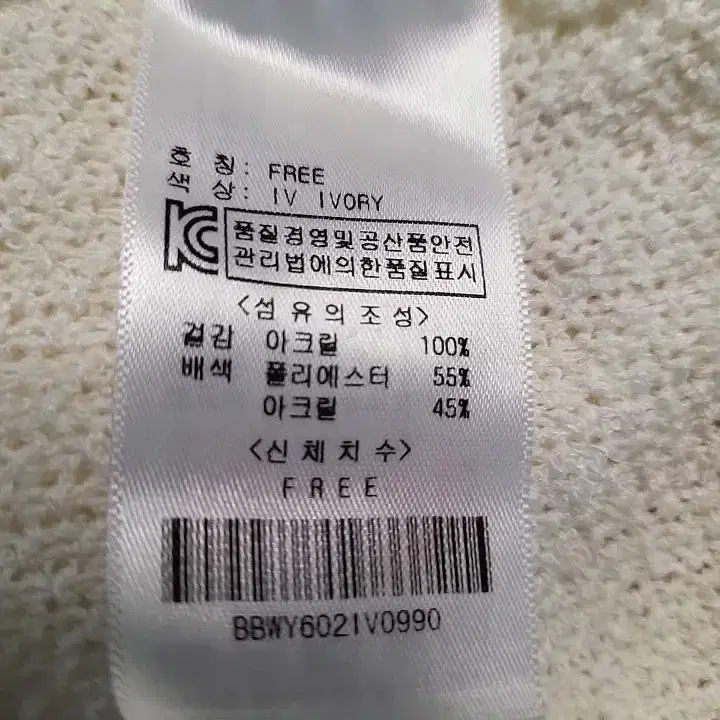 호 칭: FREE
색 상: IV IVORY
품질경영및공산품안전
관리법에의한품질표시
<섬 유 의 조 성>
겉감 아크릴 100%
배색 폴리에스터 55%
아크릴 45%
<신 체 치 수>
FREE
BBWY602IV0990